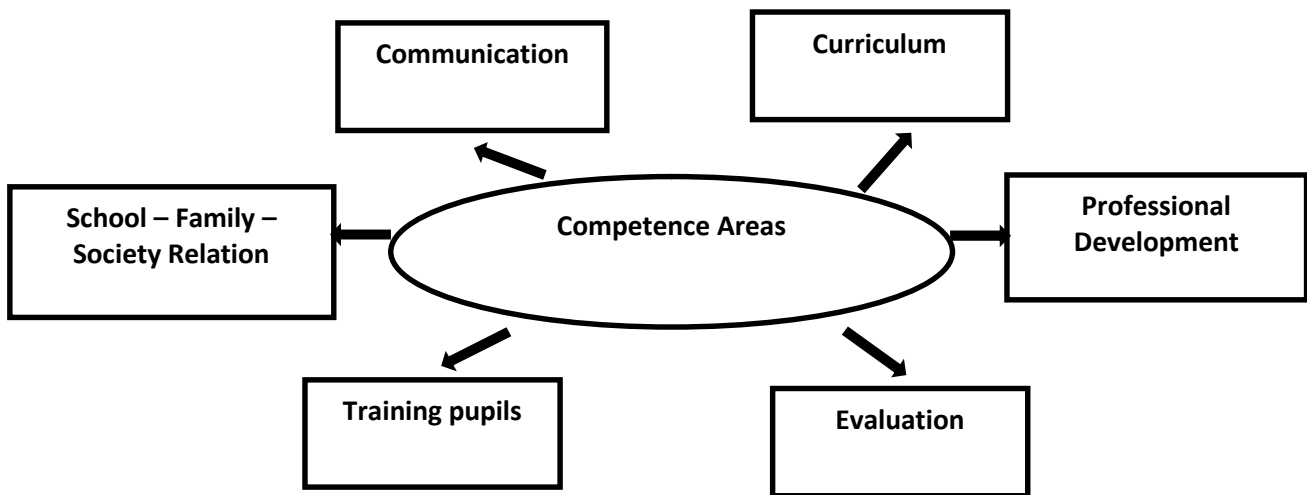 Communication
Curriculum
School – Family –
Society Relation
Competence Areas
Professional
Development
Training pupils
Evaluation